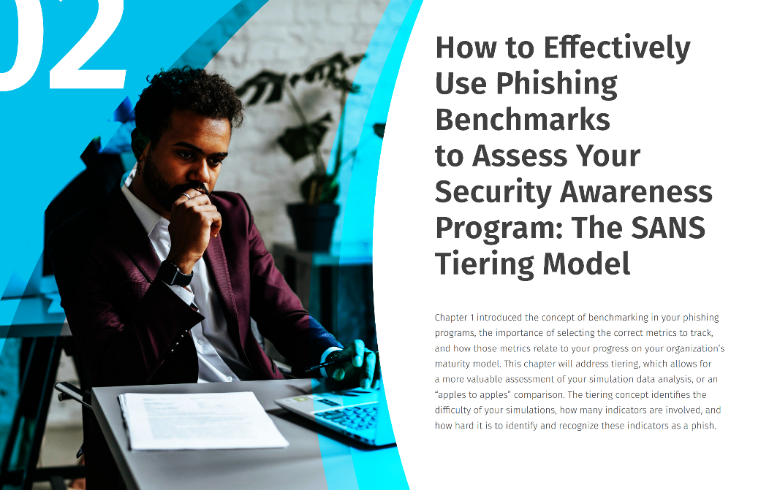 02
How to Effectively
Use Phishing
Benchmarks
to Assess Your
Security Awareness
Program: The SANS
Tiering Model
Chapter 1 introduced the concept of benchmarking in your phishing
programs, the importance of selecting the correct metrics to track,
and how those metrics relate to your progress on your organization's
maturity model. This chapter will address tiering, which allows for
a more valuable assessment of your simulation data analysis, or an
“apples to apples” comparison. The tiering concept identifies the
difficulty of your simulations, how many indicators are involved, and
how hard it is to identify and recognize these indicators as a phish.